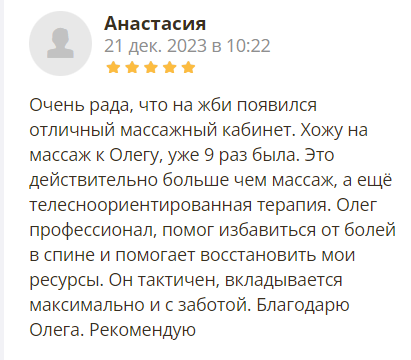 Анастасия
21 дек. 2023 в 10:22
Очень рада, что на жби появился
отличный массажный кабинет. Хожу на
массаж к Олегу, уже 9 раз была. Это
действительно больше чем массаж, а ещё
телесноориентированная терапия. Олег
профессионал, помог избавиться от болей
в спине и помогает восстановить мои
ресурсы. Он тактичен, вкладывается
максимально и с заботой. Благодарю
Олега. Рекомендую